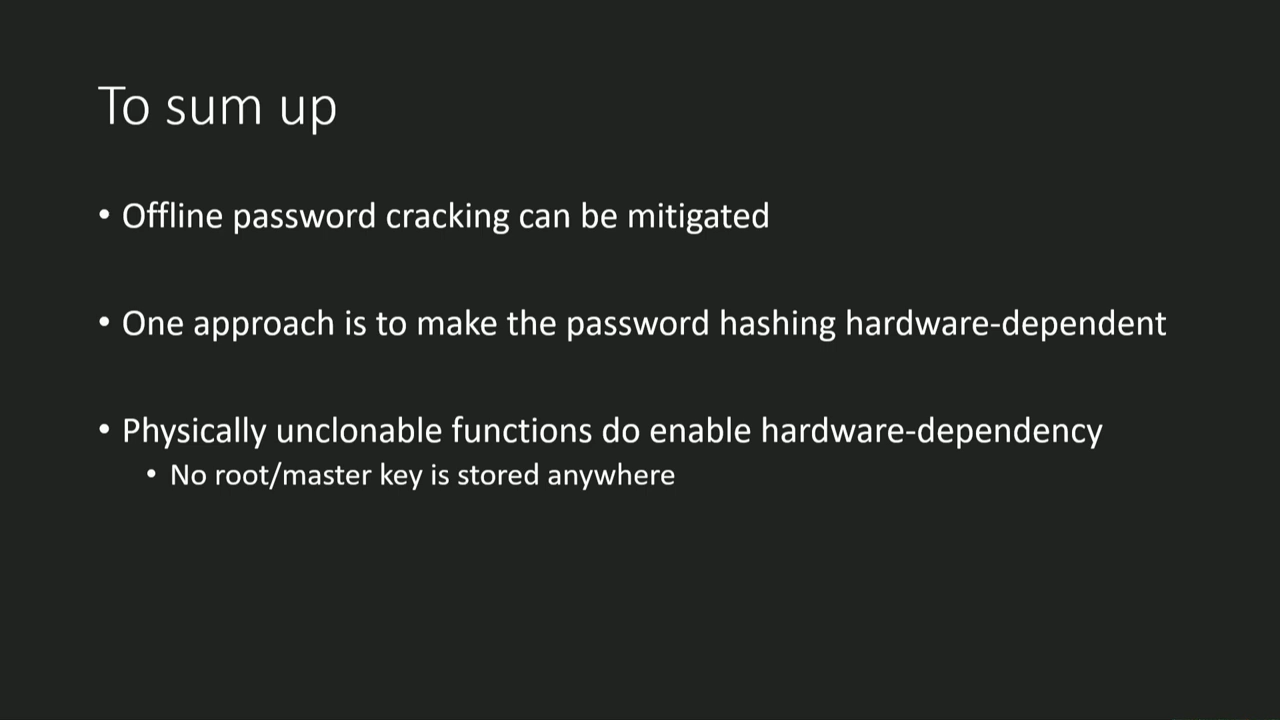 To sum up
• Offline password cracking can be mitigated
• One approach is to make the password hashing hardware-dependent
• Physically unclonable functions do enable hardware-dependency
• No root/master key is stored anywhere